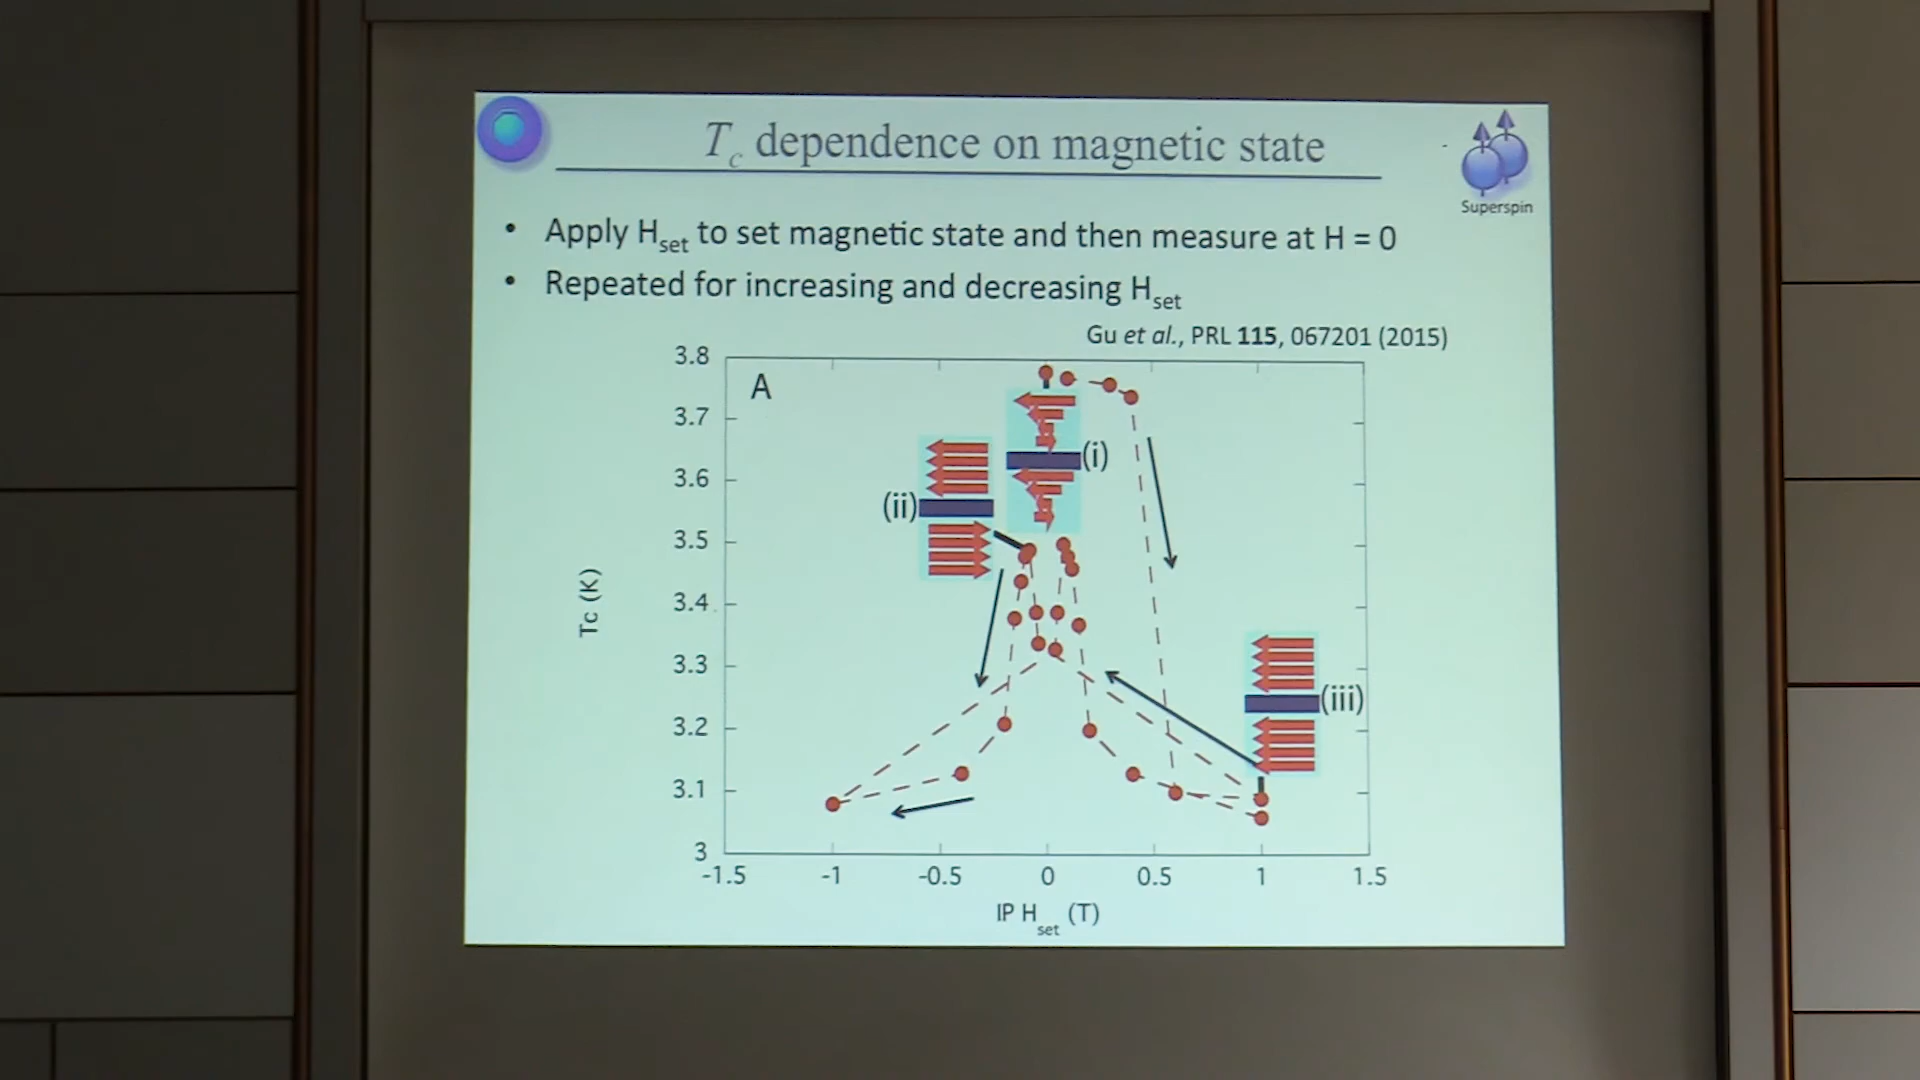 T c dependence on magnetic state
Superspin
• Apply Hset to set magnetic state and then measure at H = 0
• Repeated for increasing and decreasing Hset
Gu et al., PRL 115, 067201 (2015)
A
3.8
3.7
3.6
3.5
3.4
3.3
3.2
3.1
3
Tc (K)
(i)
(ii)
(iii)
-1.5 -1 -0.5 0 0.5 1 1.5
IP H set (T)